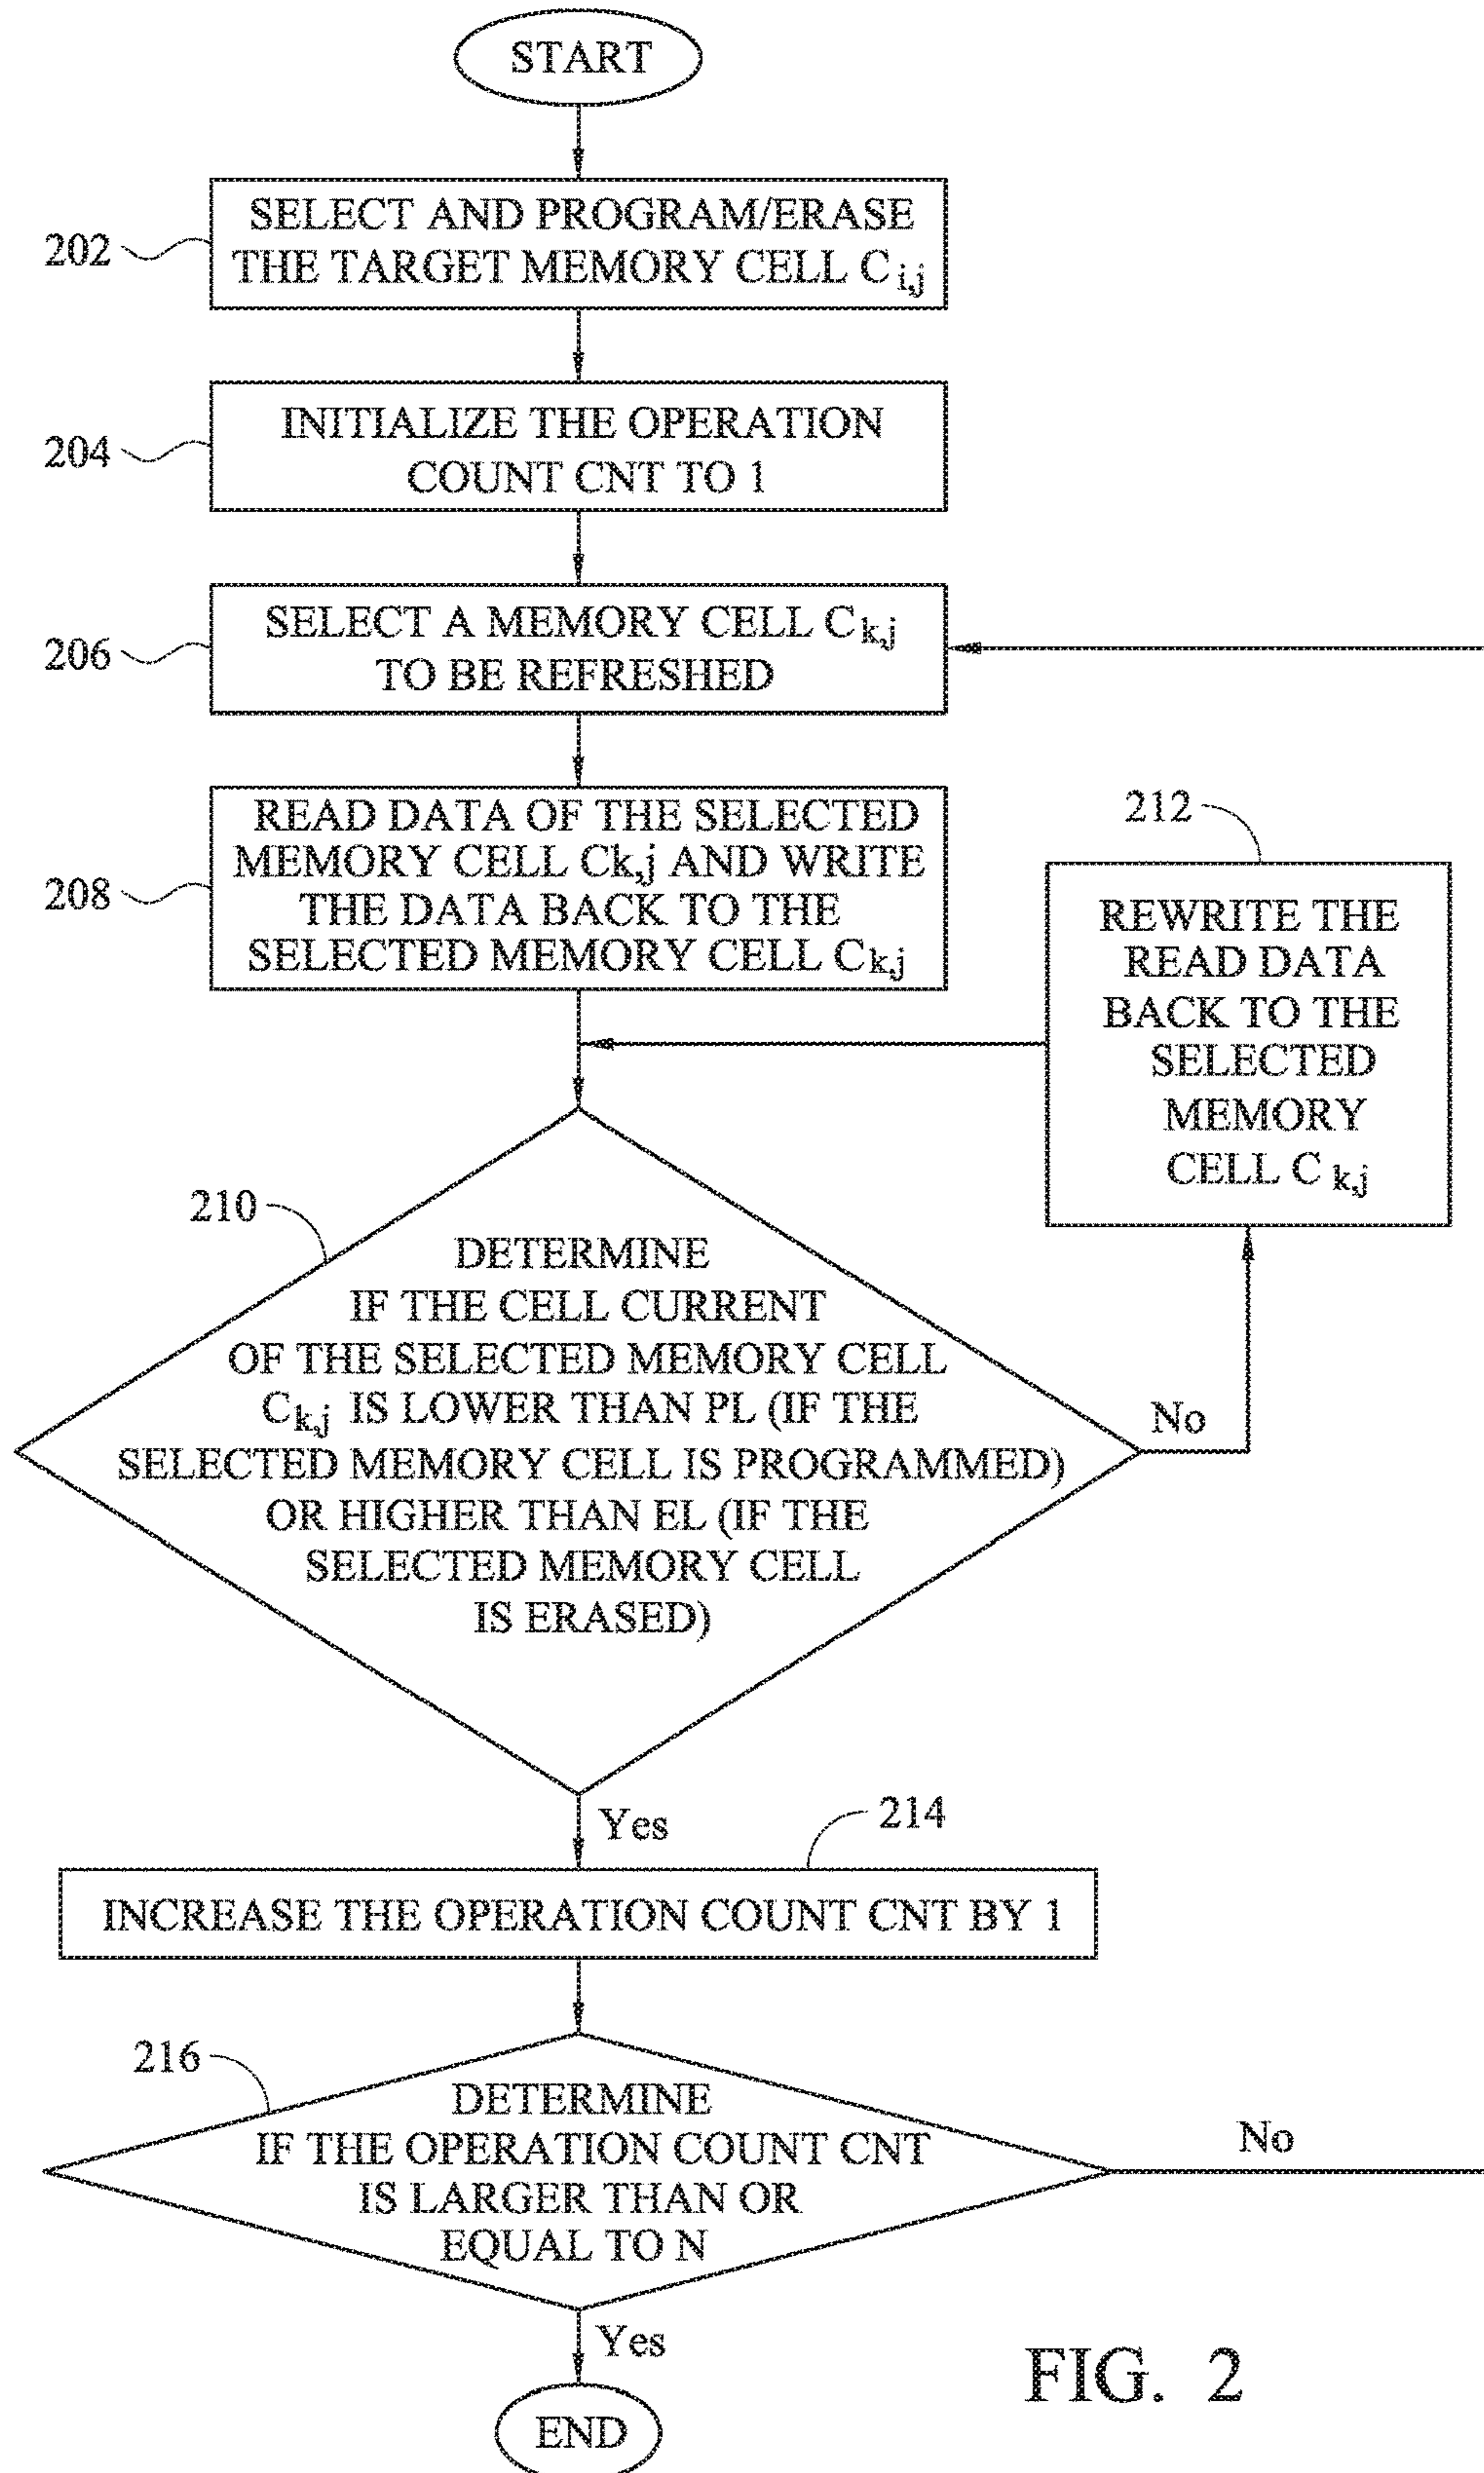 START
202
SELECT AND PROGRAM/ERASE
THE TARGET MEMORY CELL C i,j
204
INITIALIZE THE OPERATION
COUNT CNT TO 1
206
SELECT A MEMORY CELL C k,j
TO BE REFRESHED
208
READ DATA OF THE SELECTED
MEMORY CELL Ck,j AND WRITE
THE DATA BACK TO THE
SELECTED MEMORY CELL C k,j
212
REWRITE THE
READ DATA
BACK TO THE
SELECTED
MEMORY
CELL C k,j
210
DETERMINE
IF THE CELL CURRENT
OF THE SELECTED MEMORY CELL
C k,j IS LOWER THAN PL (IF THE
SELECTED MEMORY CELL IS PROGRAMMED)
OR HIGHER THAN EL (IF THE
SELECTED MEMORY CELL
IS ERASED)
No
Yes
214
INCREASE THE OPERATION COUNT CNT BY 1
216
DETERMINE
IF THE OPERATION COUNT CNT
IS LARGER THAN OR
EQUAL TO N
No
Yes
END
FIG. 2